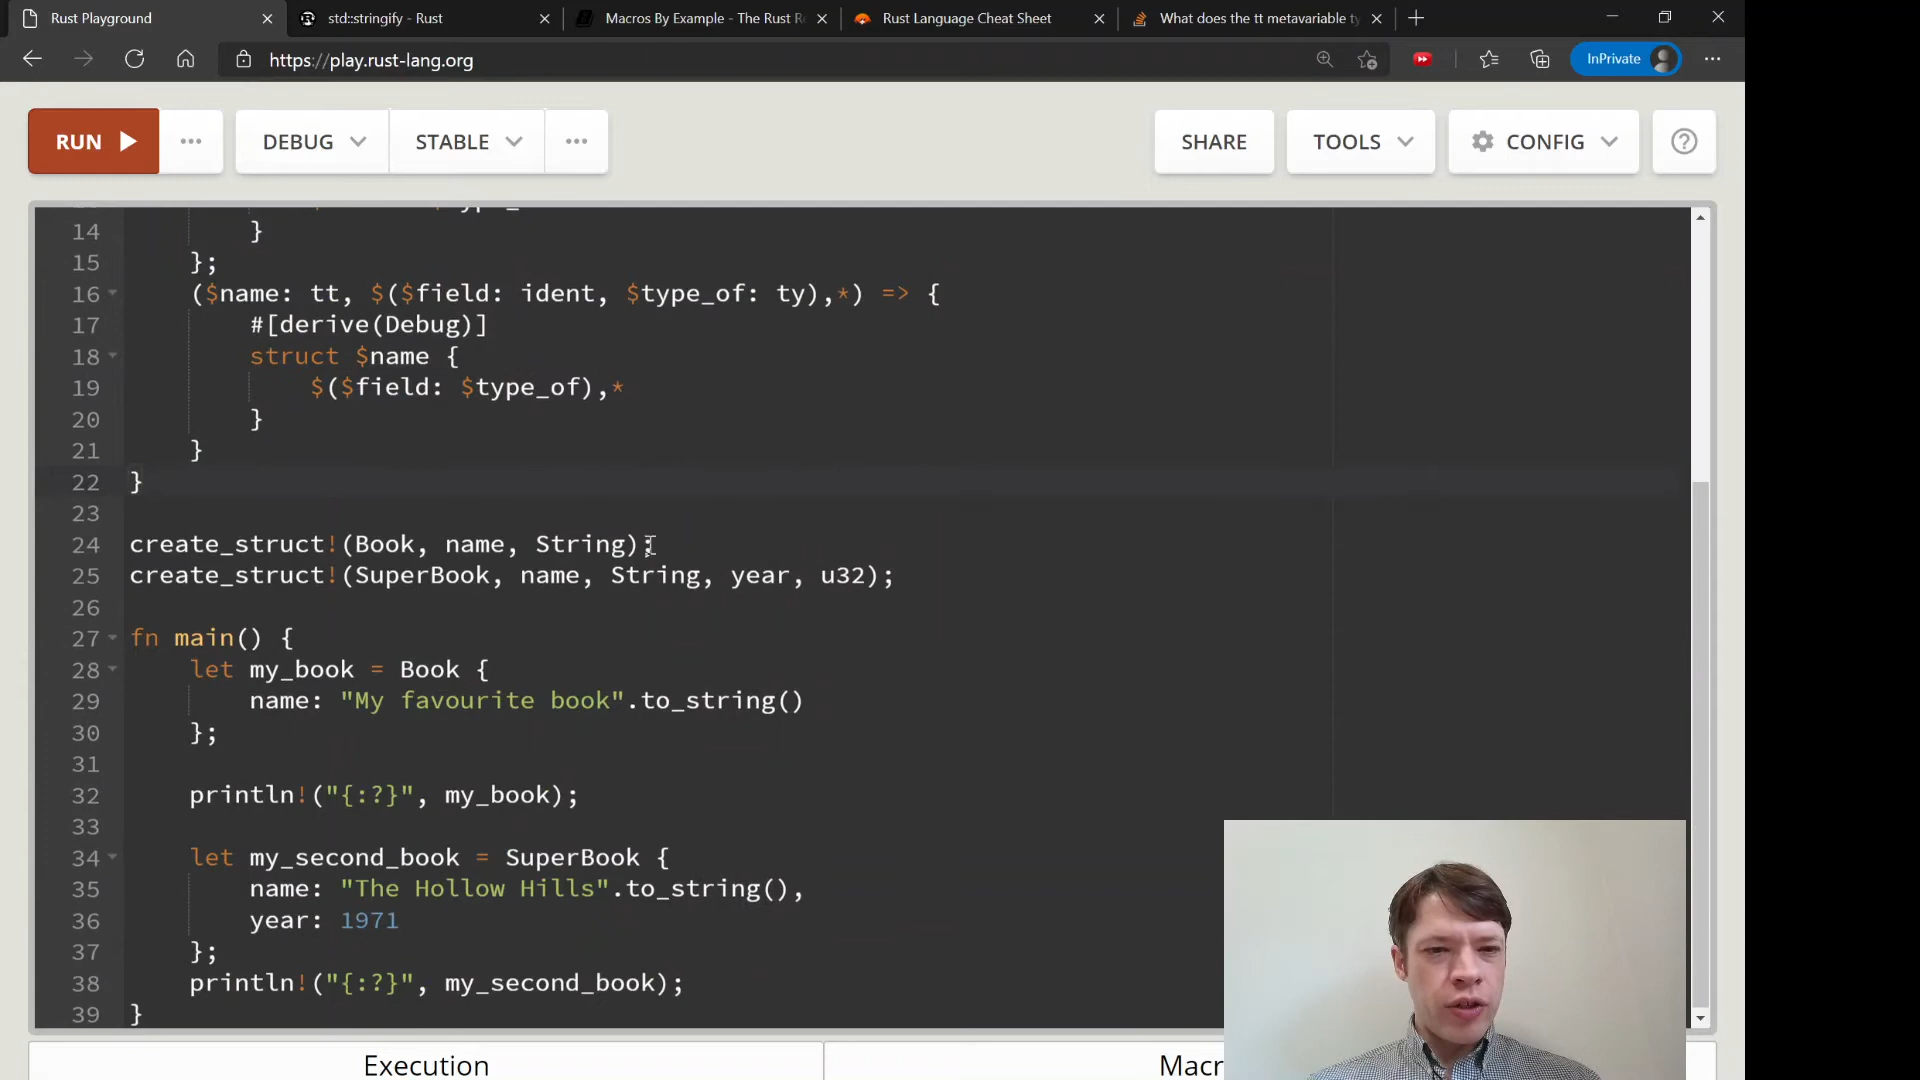 Rust Playground
std::stringify - Rust
Macros By Example - The Rust Re
Rust Language Cheat Sheet
What does the tt metavariable ty
https://play.rust-lang.org
InPrivate
RUN
DEBUG
STABLE
SHARE
TOOLS
CONFIG
14 }
15 };
16 ($name: tt, $($field: ident, $type_of: ty),*) => {
17 #[derive(Debug)]
18 struct $name {
19 $($field: $type_of),*
20 }
21 }
22 }
23
24 create_struct!(Book, name, String);
25 create_struct!(SuperBook, name, String, year, u32);
26
27 fn main() {
28 let my_book = Book {
29 name: "My favourite book".to_string()
30 };
31
32 println!("{:?}", my_book);
33
34 let my_second_book = SuperBook {
35 name: "The Hollow Hills".to_string(),
36 year: 1971
37 };
38 println!("{:?}", my_second_book);
39 }
Execution
Macr